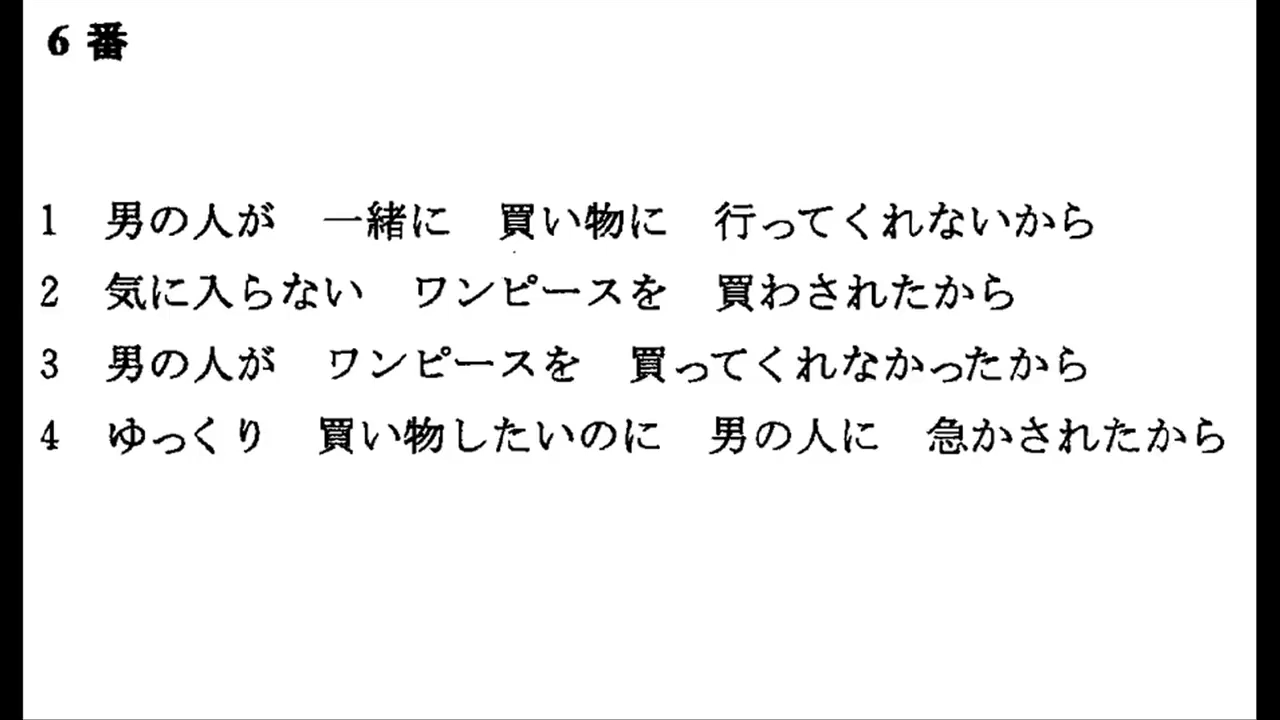 6 番
1 男の人が 一緒に 買い物に 行ってくれないから
2 気に入らない ワンピースを 買わされたから
3 男の人が ワンピースを 買ってくれなかったから
4 ゆっくり 買い物したいのに 男の人に 急かされたから